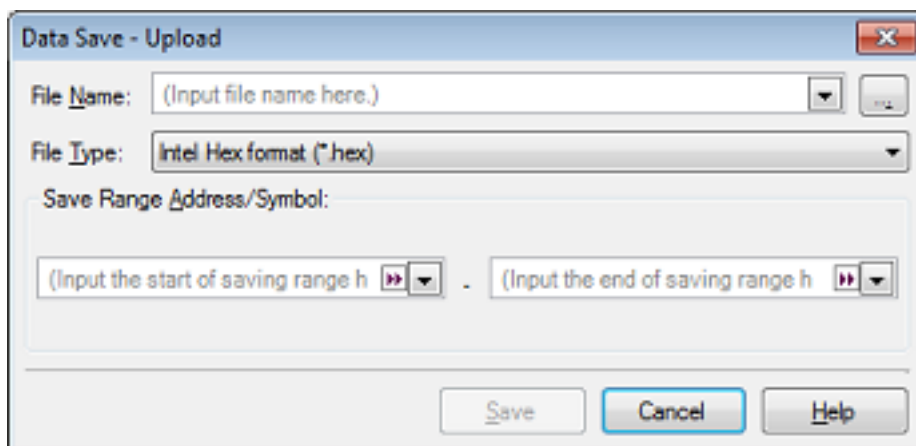 Data Save - Upload
File Name: (Input file name here.) ...
File Type: Intel Hex format (*.hex)
Save Range Address/Symbol:
(Input the start of saving range h - (Input the end of saving range h
Save Cancel Help